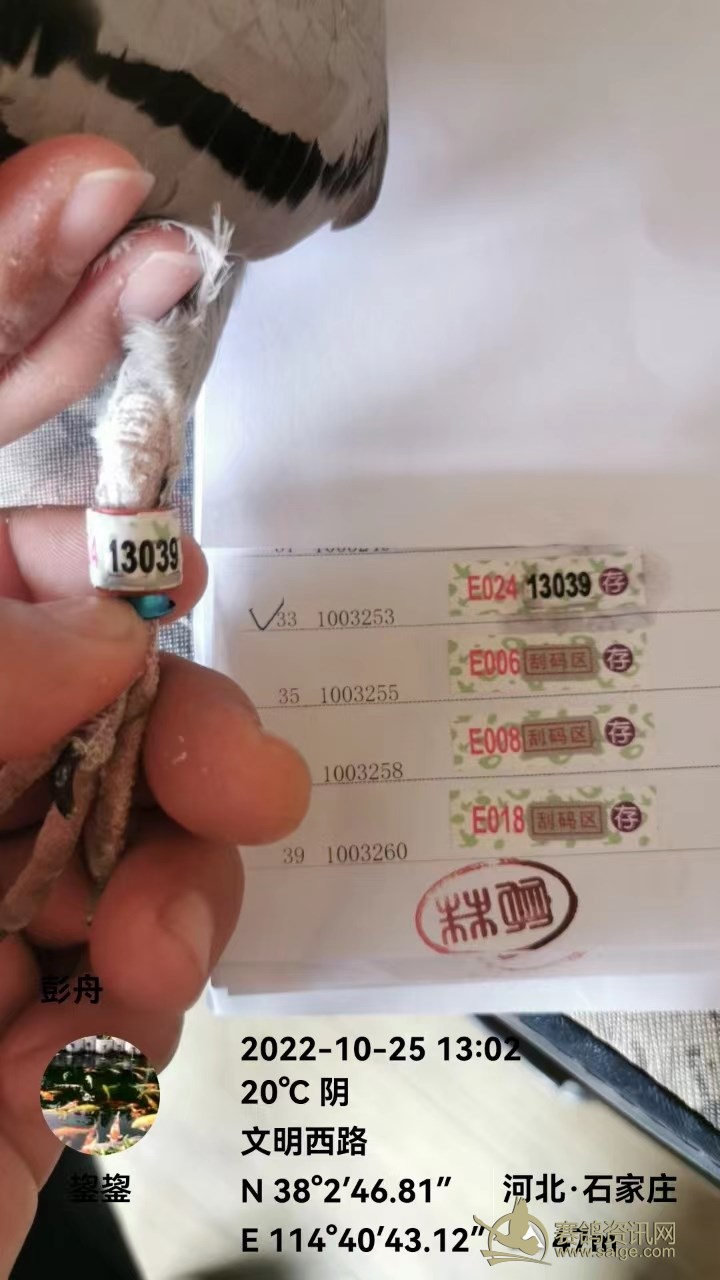 13039
33 1003253 E024 13039 存
35 1003255 E006 刮码区 存
1003258 E008 刮码区 存
39 1003260 E018 刮码区 存
彭舟
2022-10-25 13:02
20℃ 阴
文明西路
鋆鋆
N 38°2′46.81″ 河北·石家庄
E 114°40′43.12″
赛鸽资讯网
www.saige.com